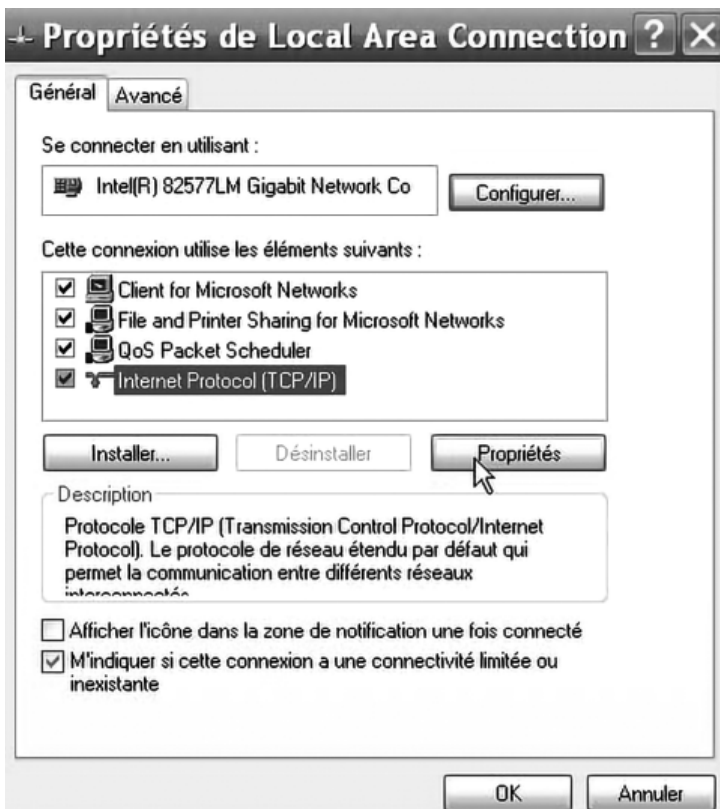 Propriétés de Local Area Connection
Général Avancé
Se connecter en utilisant :
Intel(R) 82577LM Gigabit Network Co
Configurer...
Cette connexion utilise les éléments suivants :
Client for Microsoft Networks
File and Printer Sharing for Microsoft Networks
QoS Packet Scheduler
Internet Protocol (TCP/IP)
Installer... Désinstaller Propriétés
Description
Protocole TCP/IP (Transmission Control Protocol/Internet
Protocol). Le protocole de réseau étendu par défaut qui
permet la communication entre différents réseaux
interconnectés.
Afficher l'icône dans la zone de notification une fois connecté
M'indiquer si cette connexion a une connectivité limitée ou
inexistante
OK Annuler